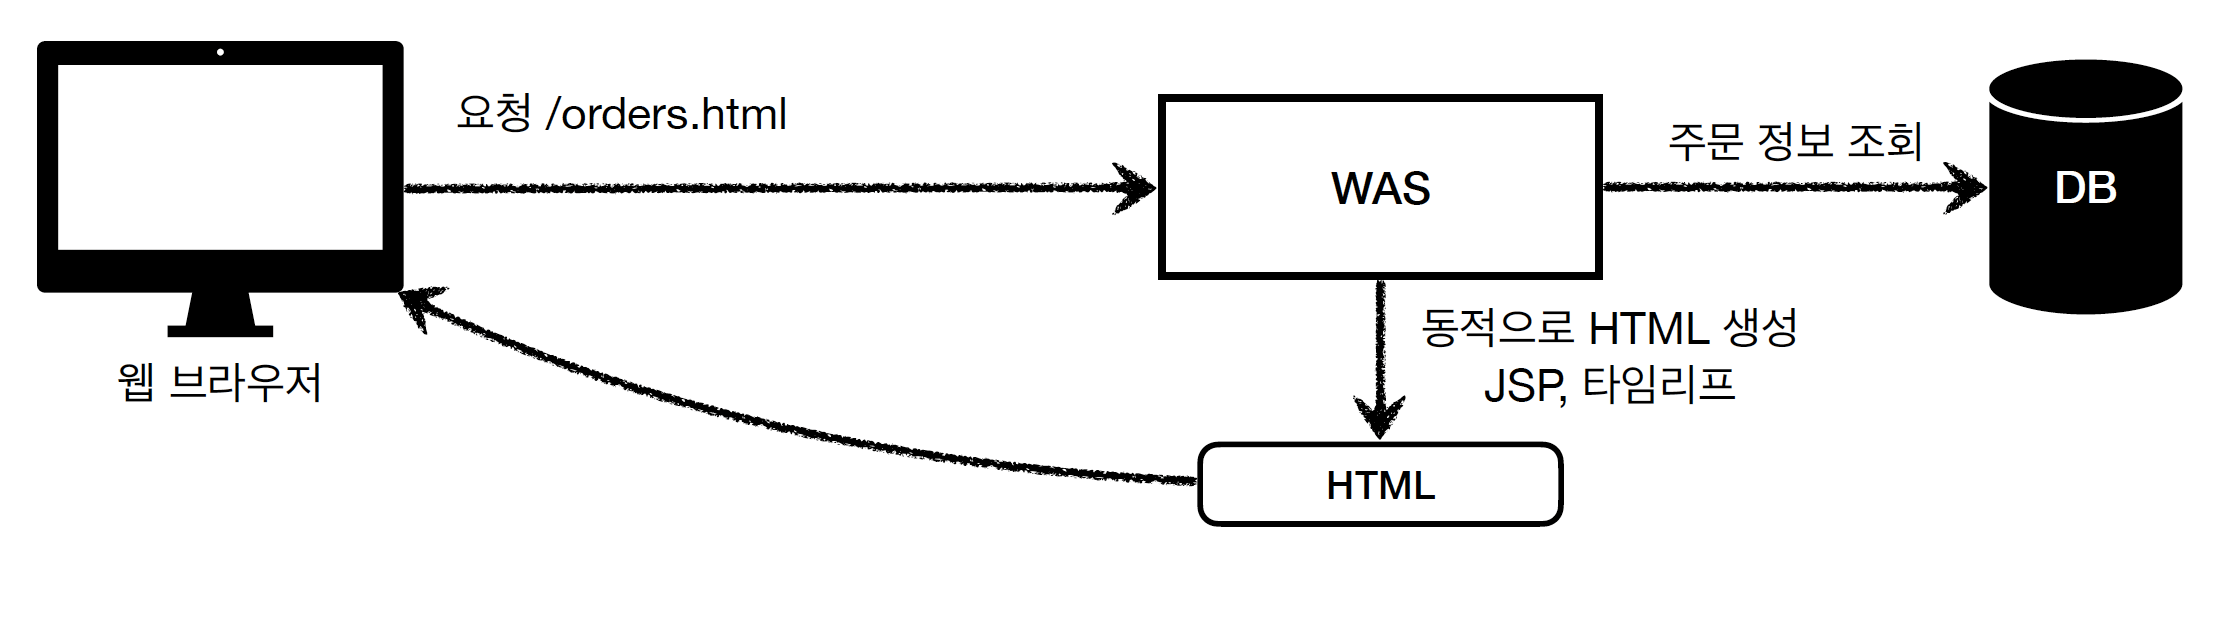 요청 /orders.html
WAS
주문 정보 조회
DB
동적으로 HTML 생성
JSP, 타임리프
웹 브라우저
HTML